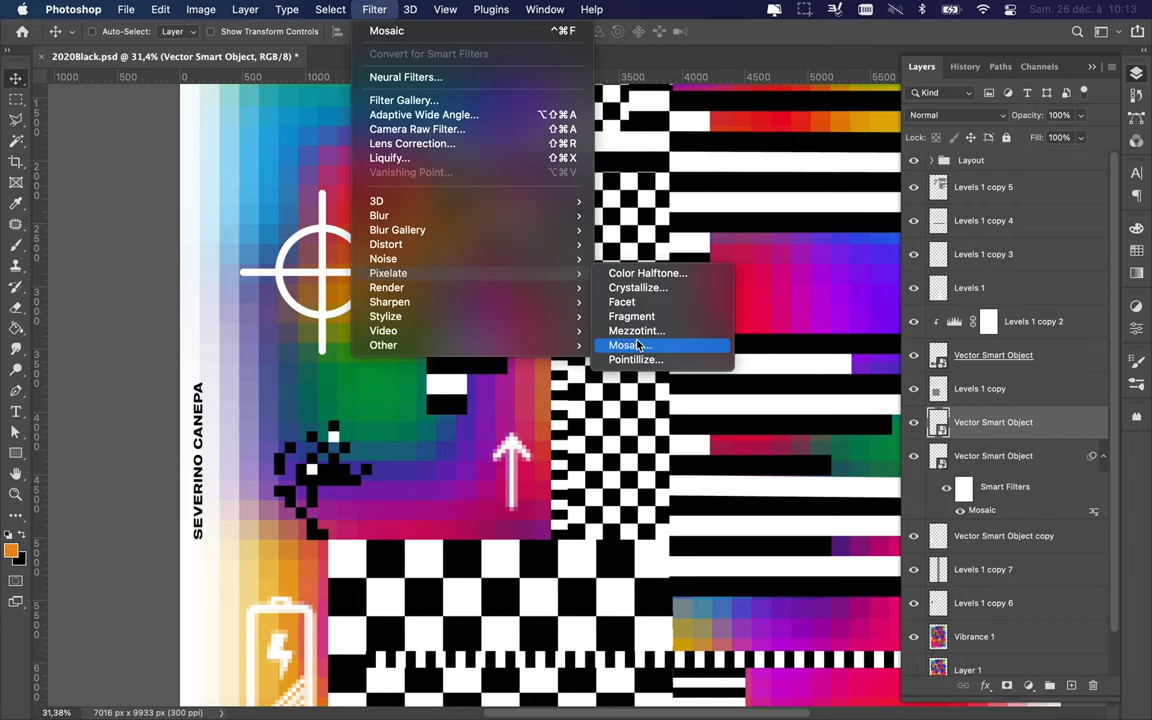 Photoshop File Edit Image Layer Type Select Filter 3D View Plugins Window Help Sam. 26 déc. à 10:13
Auto-Select: Layer Show Transform Controls
2020Black.psd @ 31,4% (Vector Smart Object, RGB/8) *
1000 500 0 500 1000 3500 4000 4500 5000 5500
Mosaic ^⌘F
Convert for Smart Filters
Neural Filters...
Filter Gallery...
Adaptive Wide Angle... ⌥⇧⌘A
Camera Raw Filter... ⇧⌘A
Lens Correction... ⇧⌘R
Liquify... ⇧⌘X
Vanishing Point... ⌥⌘V
3D
Blur
Blur Gallery
Distort
Noise
Pixelate
Render
Sharpen
Stylize
Video
Other
Color Halftone...
Crystallize...
Facet
Fragment
Mezzotint...
Mosaic...
Pointillize...
SEVERINO CANEPA
Layers History Paths Channels
Kind
Normal Opacity: 100%
Lock: Fill: 100%
Layout
Levels 1 copy 5
Levels 1 copy 4
Levels 1 copy 3
Levels 1
Levels 1 copy 2
Vector Smart Object
Levels 1 copy
Vector Smart Object
Vector Smart Object
Smart Filters
Mosaic
Vector Smart Object copy
Levels 1 copy 7
Levels 1 copy 6
Vibrance 1
Layer 1
31,38% 7016 px x 9933 px (300 ppi)